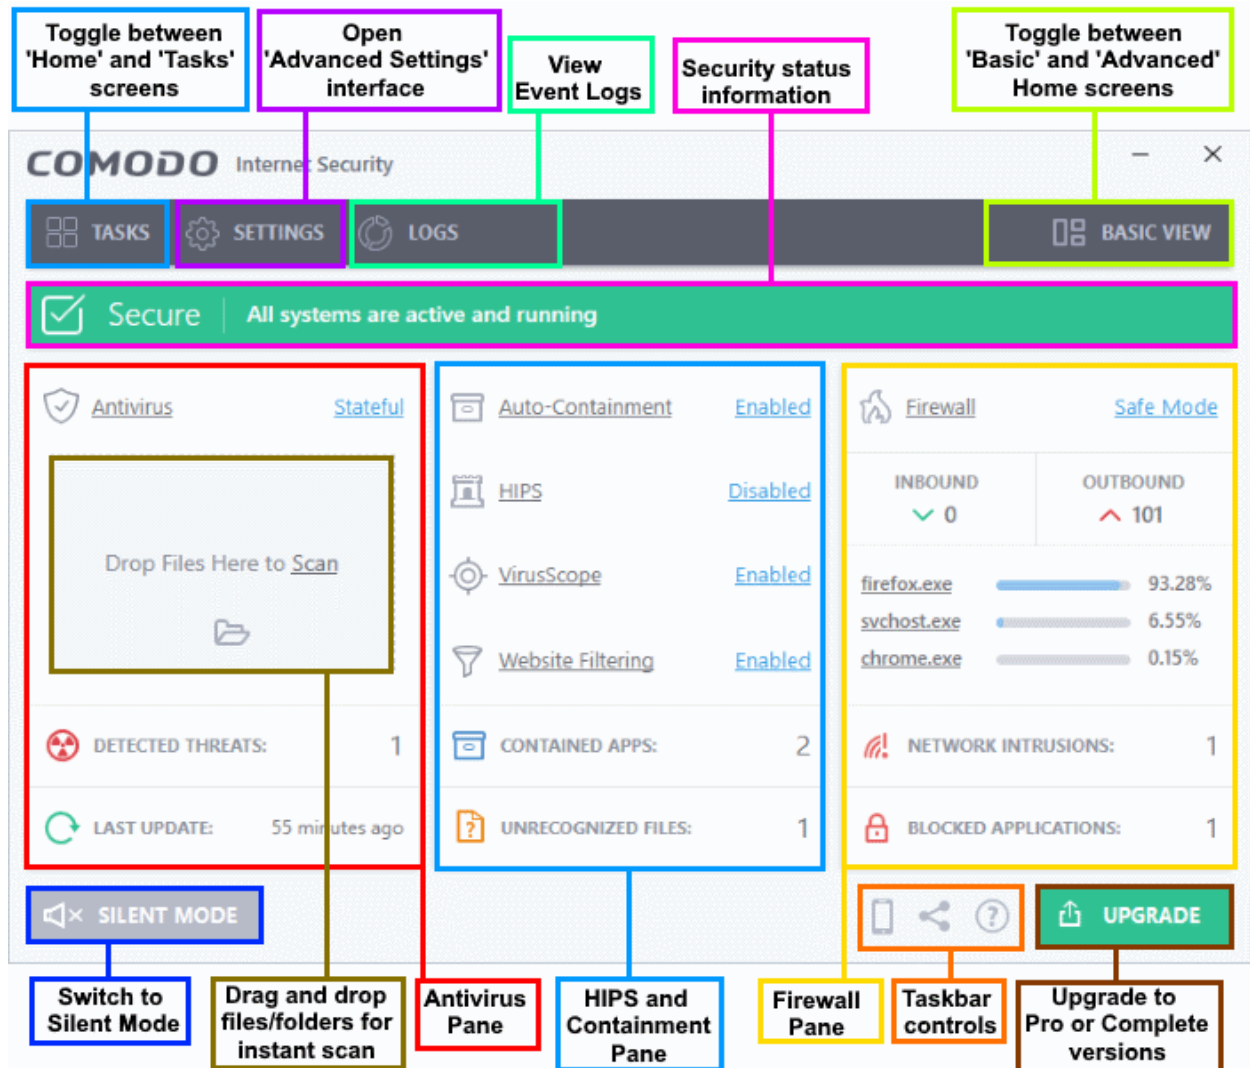 Toggle between
'Home' and 'Tasks'
screens
Open
'Advanced Settings'
interface
View
Event Logs
Security status
information
Toggle between
'Basic' and 'Advanced'
Home screens
COMODO Internet Security
TASKS SETTINGS LOGS BASIC VIEW
Secure All systems are active and running
Antivirus Stateful
Drop Files Here to Scan
DETECTED THREATS: 1
LAST UPDATE: 55 minutes ago
Auto-Containment Enabled
HIPS Disabled
VirusScope Enabled
Website Filtering Enabled
CONTAINED APPS: 2
UNRECOGNIZED FILES: 1
Firewall Safe Mode
INBOUND OUTBOUND
0 101
firefox.exe 93.28%
svchost.exe 6.55%
chrome.exe 0.15%
NETWORK INTRUSIONS: 1
BLOCKED APPLICATIONS: 1
SILENT MODE UPGRADE
Switch to
Silent Mode
Drag and drop
files/folders for
instant scan
Antivirus
Pane
HIPS and
Containment
Pane
Firewall
Pane
Taskbar
controls
Upgrade to
Pro or Complete
versions